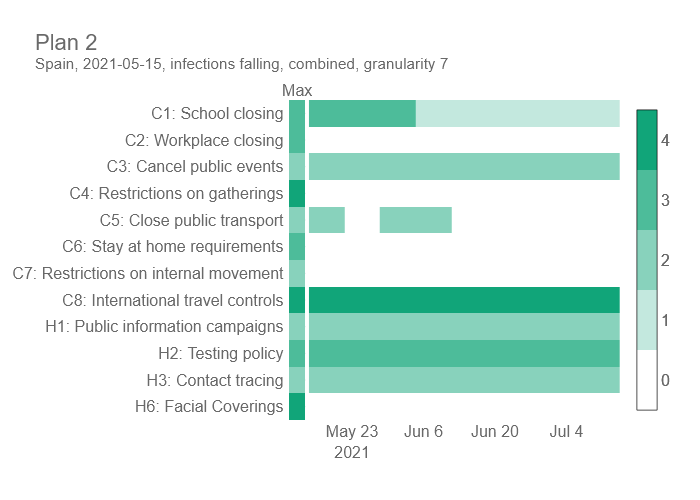 Plan 2
Spain, 2021-05-15, infections falling, combined, granularity 7
Max
C1: School closing
C2: Workplace closing
C3: Cancel public events
C4: Restrictions on gatherings
C5: Close public transport
C6: Stay at home requirements
C7: Restrictions on internal movement
C8: International travel controls
H1: Public information campaigns
H2: Testing policy
H3: Contact tracing
H6: Facial Coverings
4
3
2
1
0
May 23 Jun 6 Jun 20 Jul 4
2021